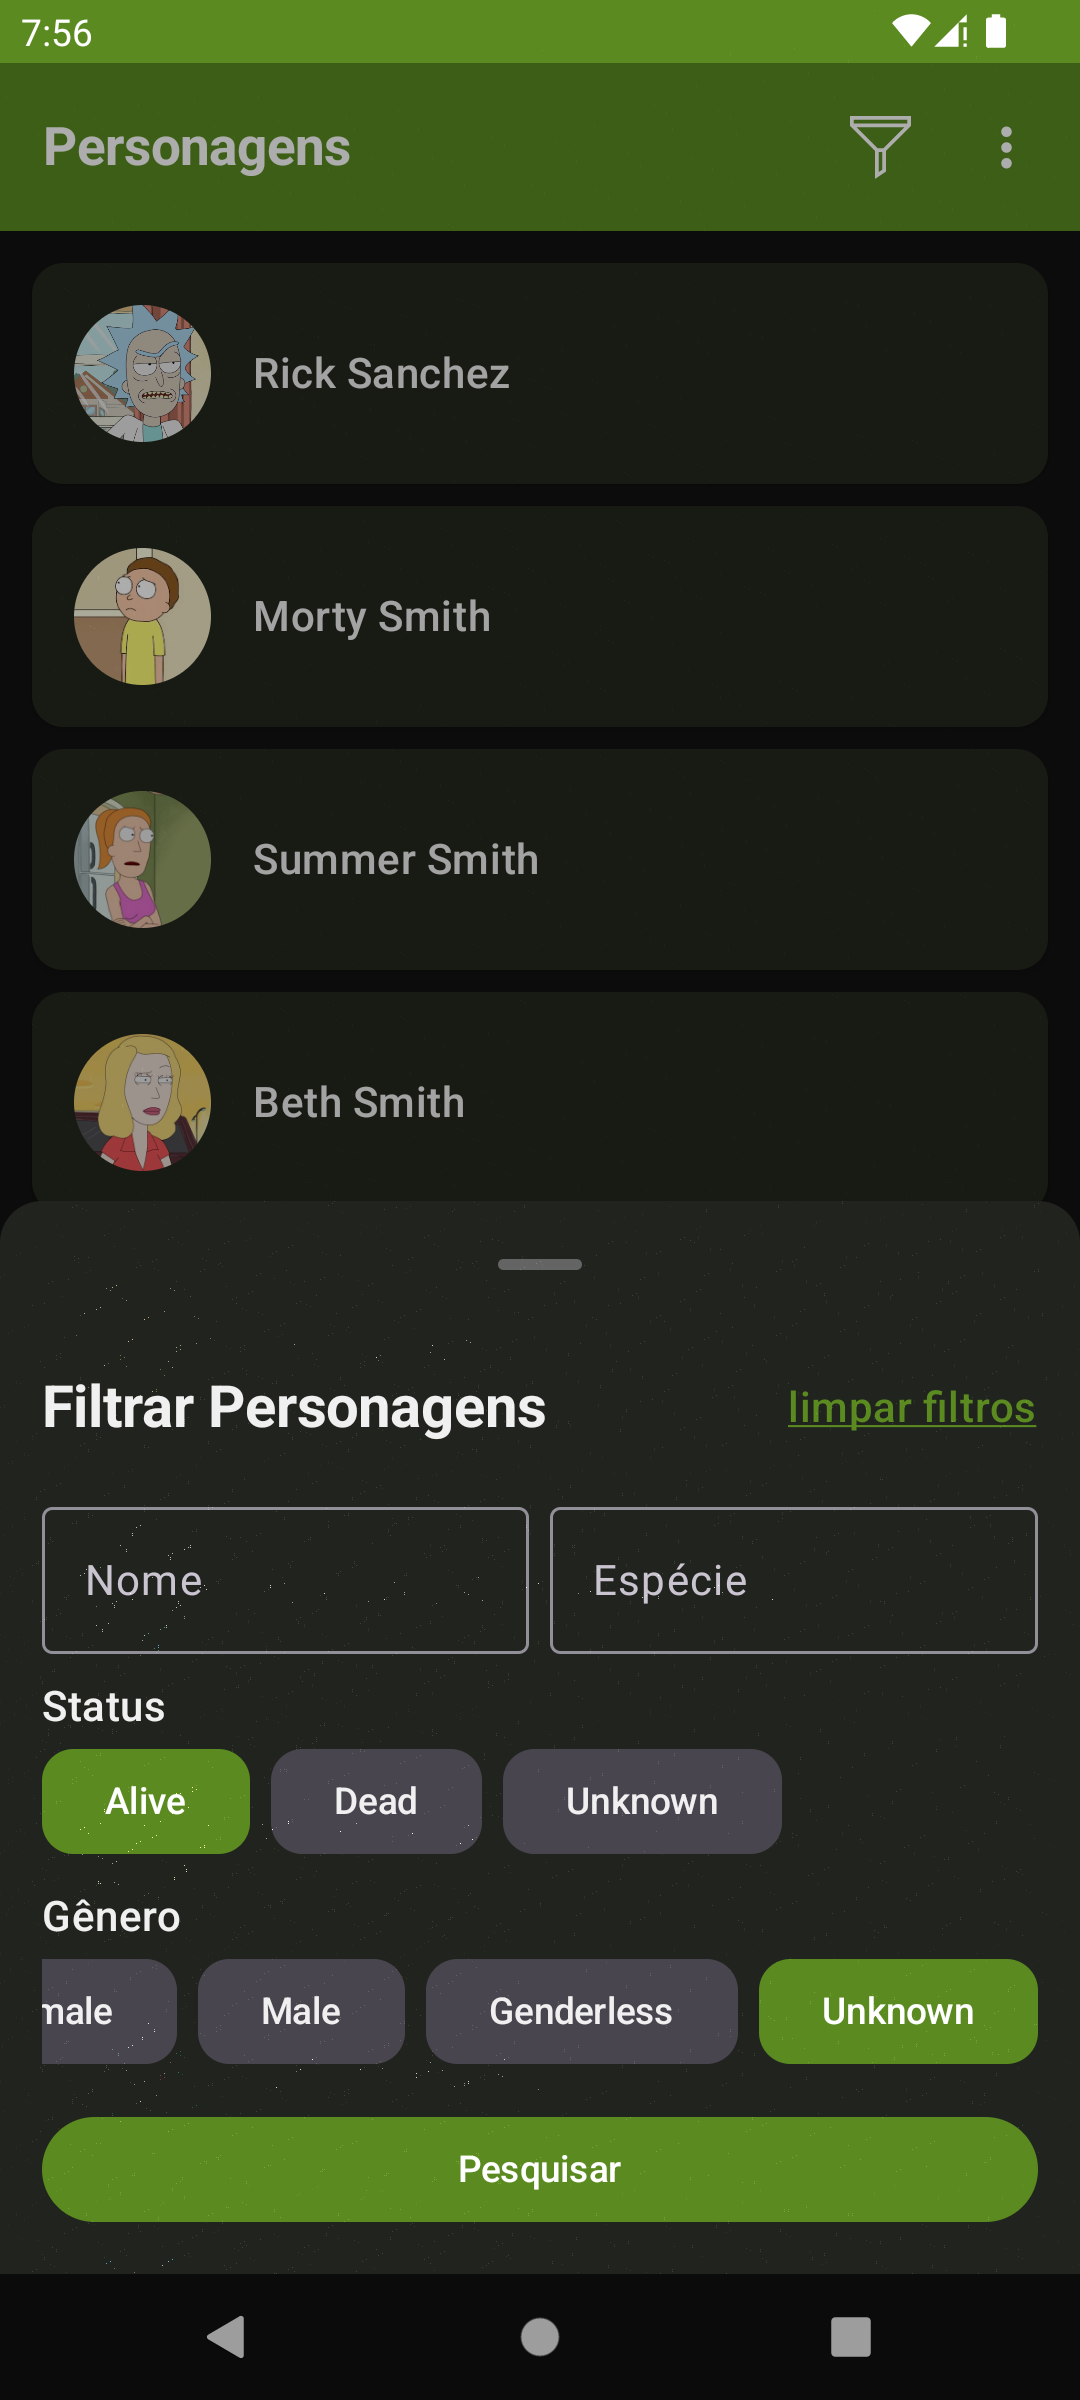 7:56
Personagens
Rick Sanchez
Morty Smith
Summer Smith
Beth Smith
Filtrar Personagens limpar filtros
Nome Espécie
Status
Alive Dead Unknown
Gênero
male Male Genderless Unknown
Pesquisar